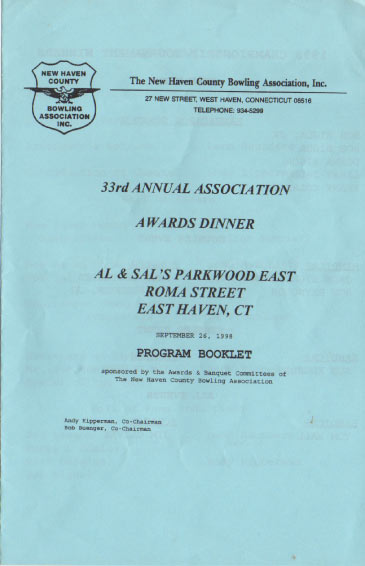 NEW HAVEN
COUNTY
BOWLING
ASSOCIATION
INC.
The New Haven County Bowling Association, Inc.
27 NEW STREET, WEST HAVEN, CONNECTICUT 06516
TELEPHONE: 934-5299
33rd ANNUAL ASSOCIATION
AWARDS DINNER
AL & SAL'S PARKWOOD EAST
ROMA STREET
EAST HAVEN, CT
SEPTEMBER 26, 1998
PROGRAM BOOKLET
sponsored by the Awards & Banquet Committees of
The New Haven County Bowling Association
Andy Kipperman, Co-Chairman
Bob Boenger, Co-Chairman